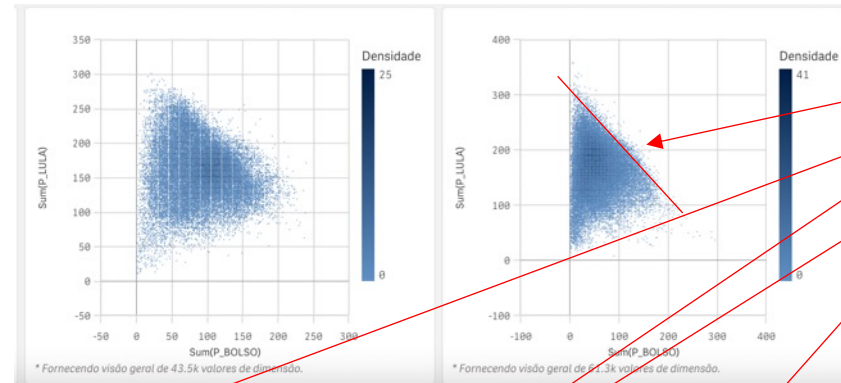 350
300
250
200
150
100
50
0
-50
Sum(P_LULA)
-50 0 50 100 150 200 250 300
Sum(P_BOLSO)
Densidade
25
0
* Fornecendo visão geral de 43.5k valores de dimensão.
400
300
200
100
0
-100
Sum(P_LULA)
-100 0 100 200 300 400
Sum(P_BOLSO)
Densidade
41
0
* Fornecendo visão geral de 61.3k valores de dimensão.